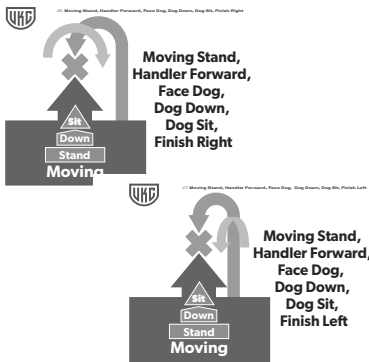 UKC
Moving Stand, Handler Forward, Face Dog, Dog Down, Dog Sit, Finish Right
Moving Stand,
Handler Forward,
Face Dog,
Dog Down,
Dog Sit,
Finish Right
Sit
Down
Stand
Moving
UKC
Moving Stand, Handler Forward, Face Dog, Dog Down, Dog Sit, Finish Left
Moving Stand,
Handler Forward,
Face Dog,
Dog Down,
Dog Sit,
Finish Left
Sit
Down
Stand
Moving